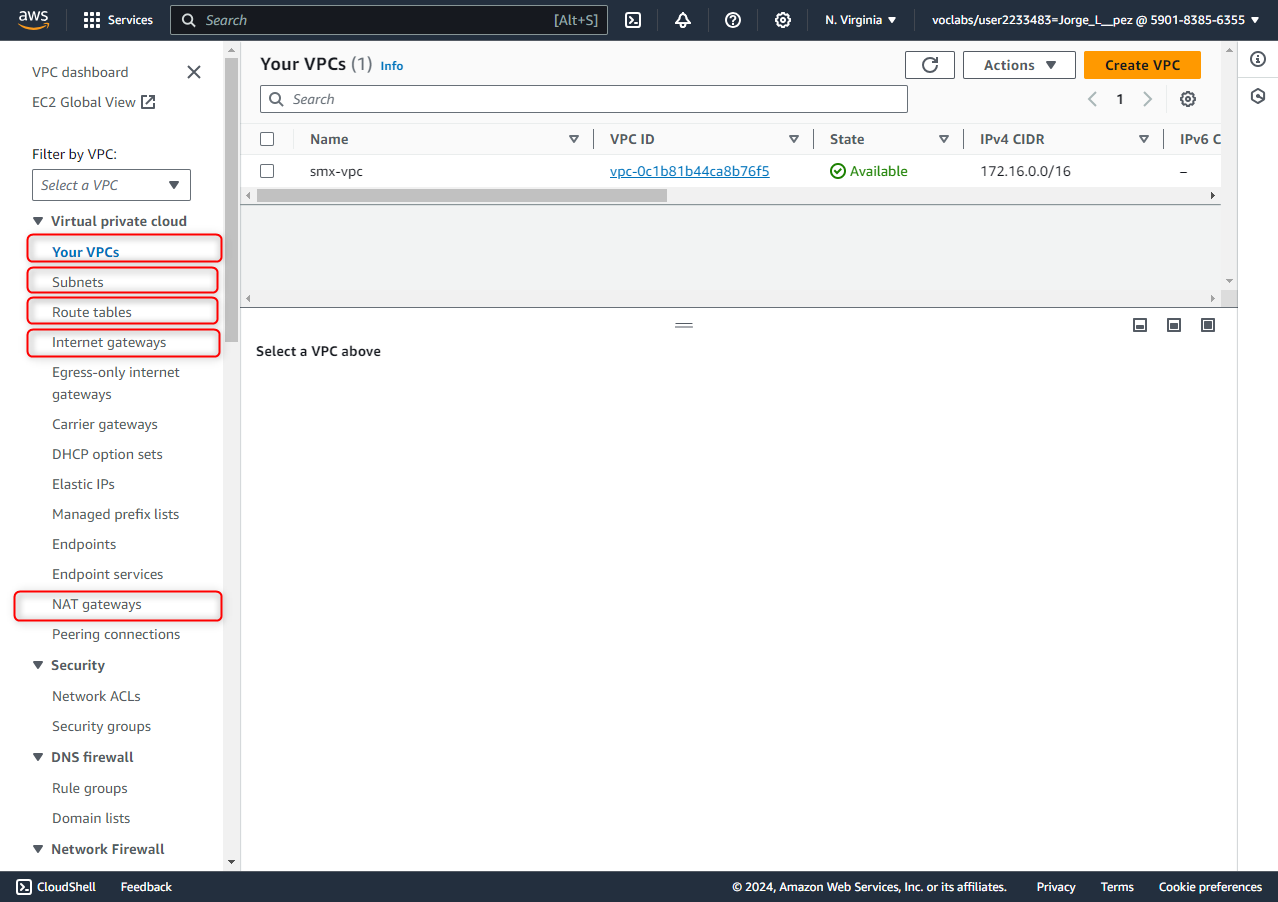 aws Services Search [Alt+S] N. Virginia voclabs/user2233483=Jorge_L__pez @ 5901-8385-6355
VPC dashboard
EC2 Global View
Filter by VPC:
Select a VPC
Virtual private cloud
Your VPCs
Subnets
Route tables
Internet gateways
Egress-only internet
gateways
Carrier gateways
DHCP option sets
Elastic IPs
Managed prefix lists
Endpoints
Endpoint services
NAT gateways
Peering connections
Security
Network ACLs
Security groups
DNS firewall
Rule groups
Domain lists
Network Firewall
Your VPCs (1) Info
Actions Create VPC
Search
1
Name VPC ID State IPv4 CIDR IPv6 C
smx-vpc vpc-0c1b81b44ca8b76f5 Available 172.16.0.0/16 –
Select a VPC above
CloudShell Feedback © 2024, Amazon Web Services, Inc. or its affiliates. Privacy Terms Cookie preferences